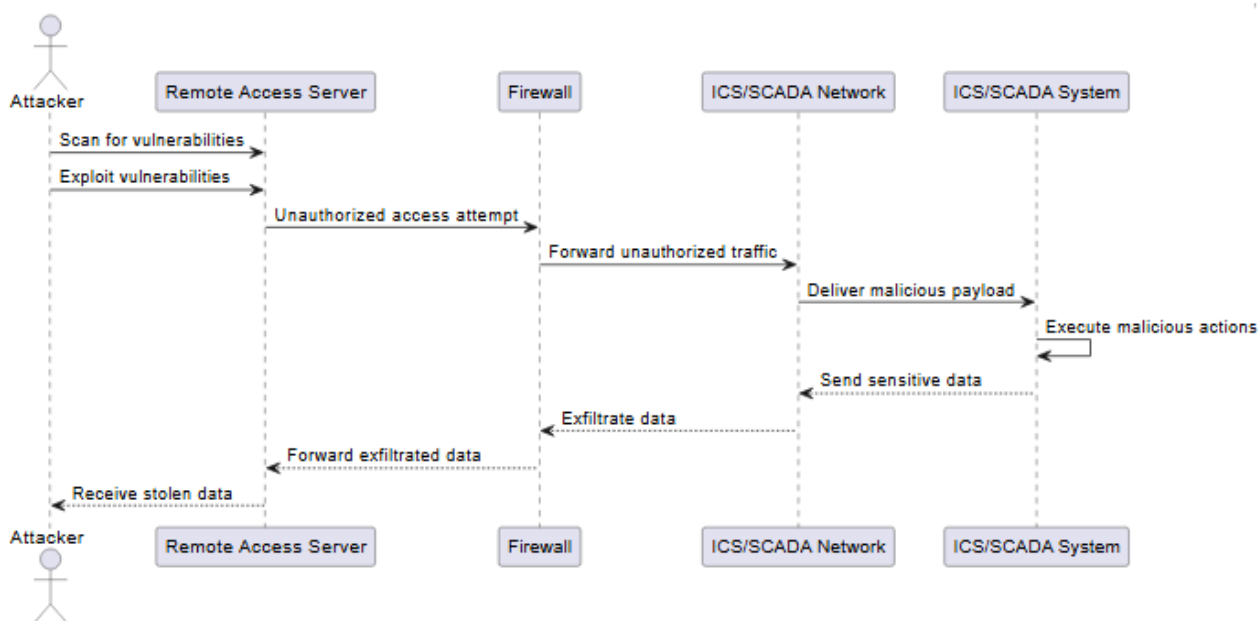 Attacker
Remote Access Server
Firewall
ICS/SCADA Network
ICS/SCADA System
Scan for vulnerabilities
Exploit vulnerabilities
Unauthorized access attempt
Forward unauthorized traffic
Deliver malicious payload
Execute malicious actions
Send sensitive data
Exfiltrate data
Forward exfiltrated data
Receive stolen data
Attacker
Remote Access Server
Firewall
ICS/SCADA Network
ICS/SCADA System